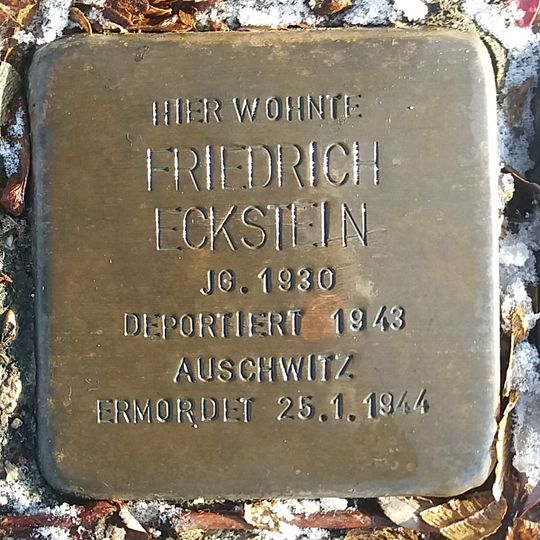 HIER WOHNTE
FRIEDRICH
ECKSTEIN
JG. 1930
DEPORTIERT 1943
AUSCHWITZ
ERMORDET 25.1.1944